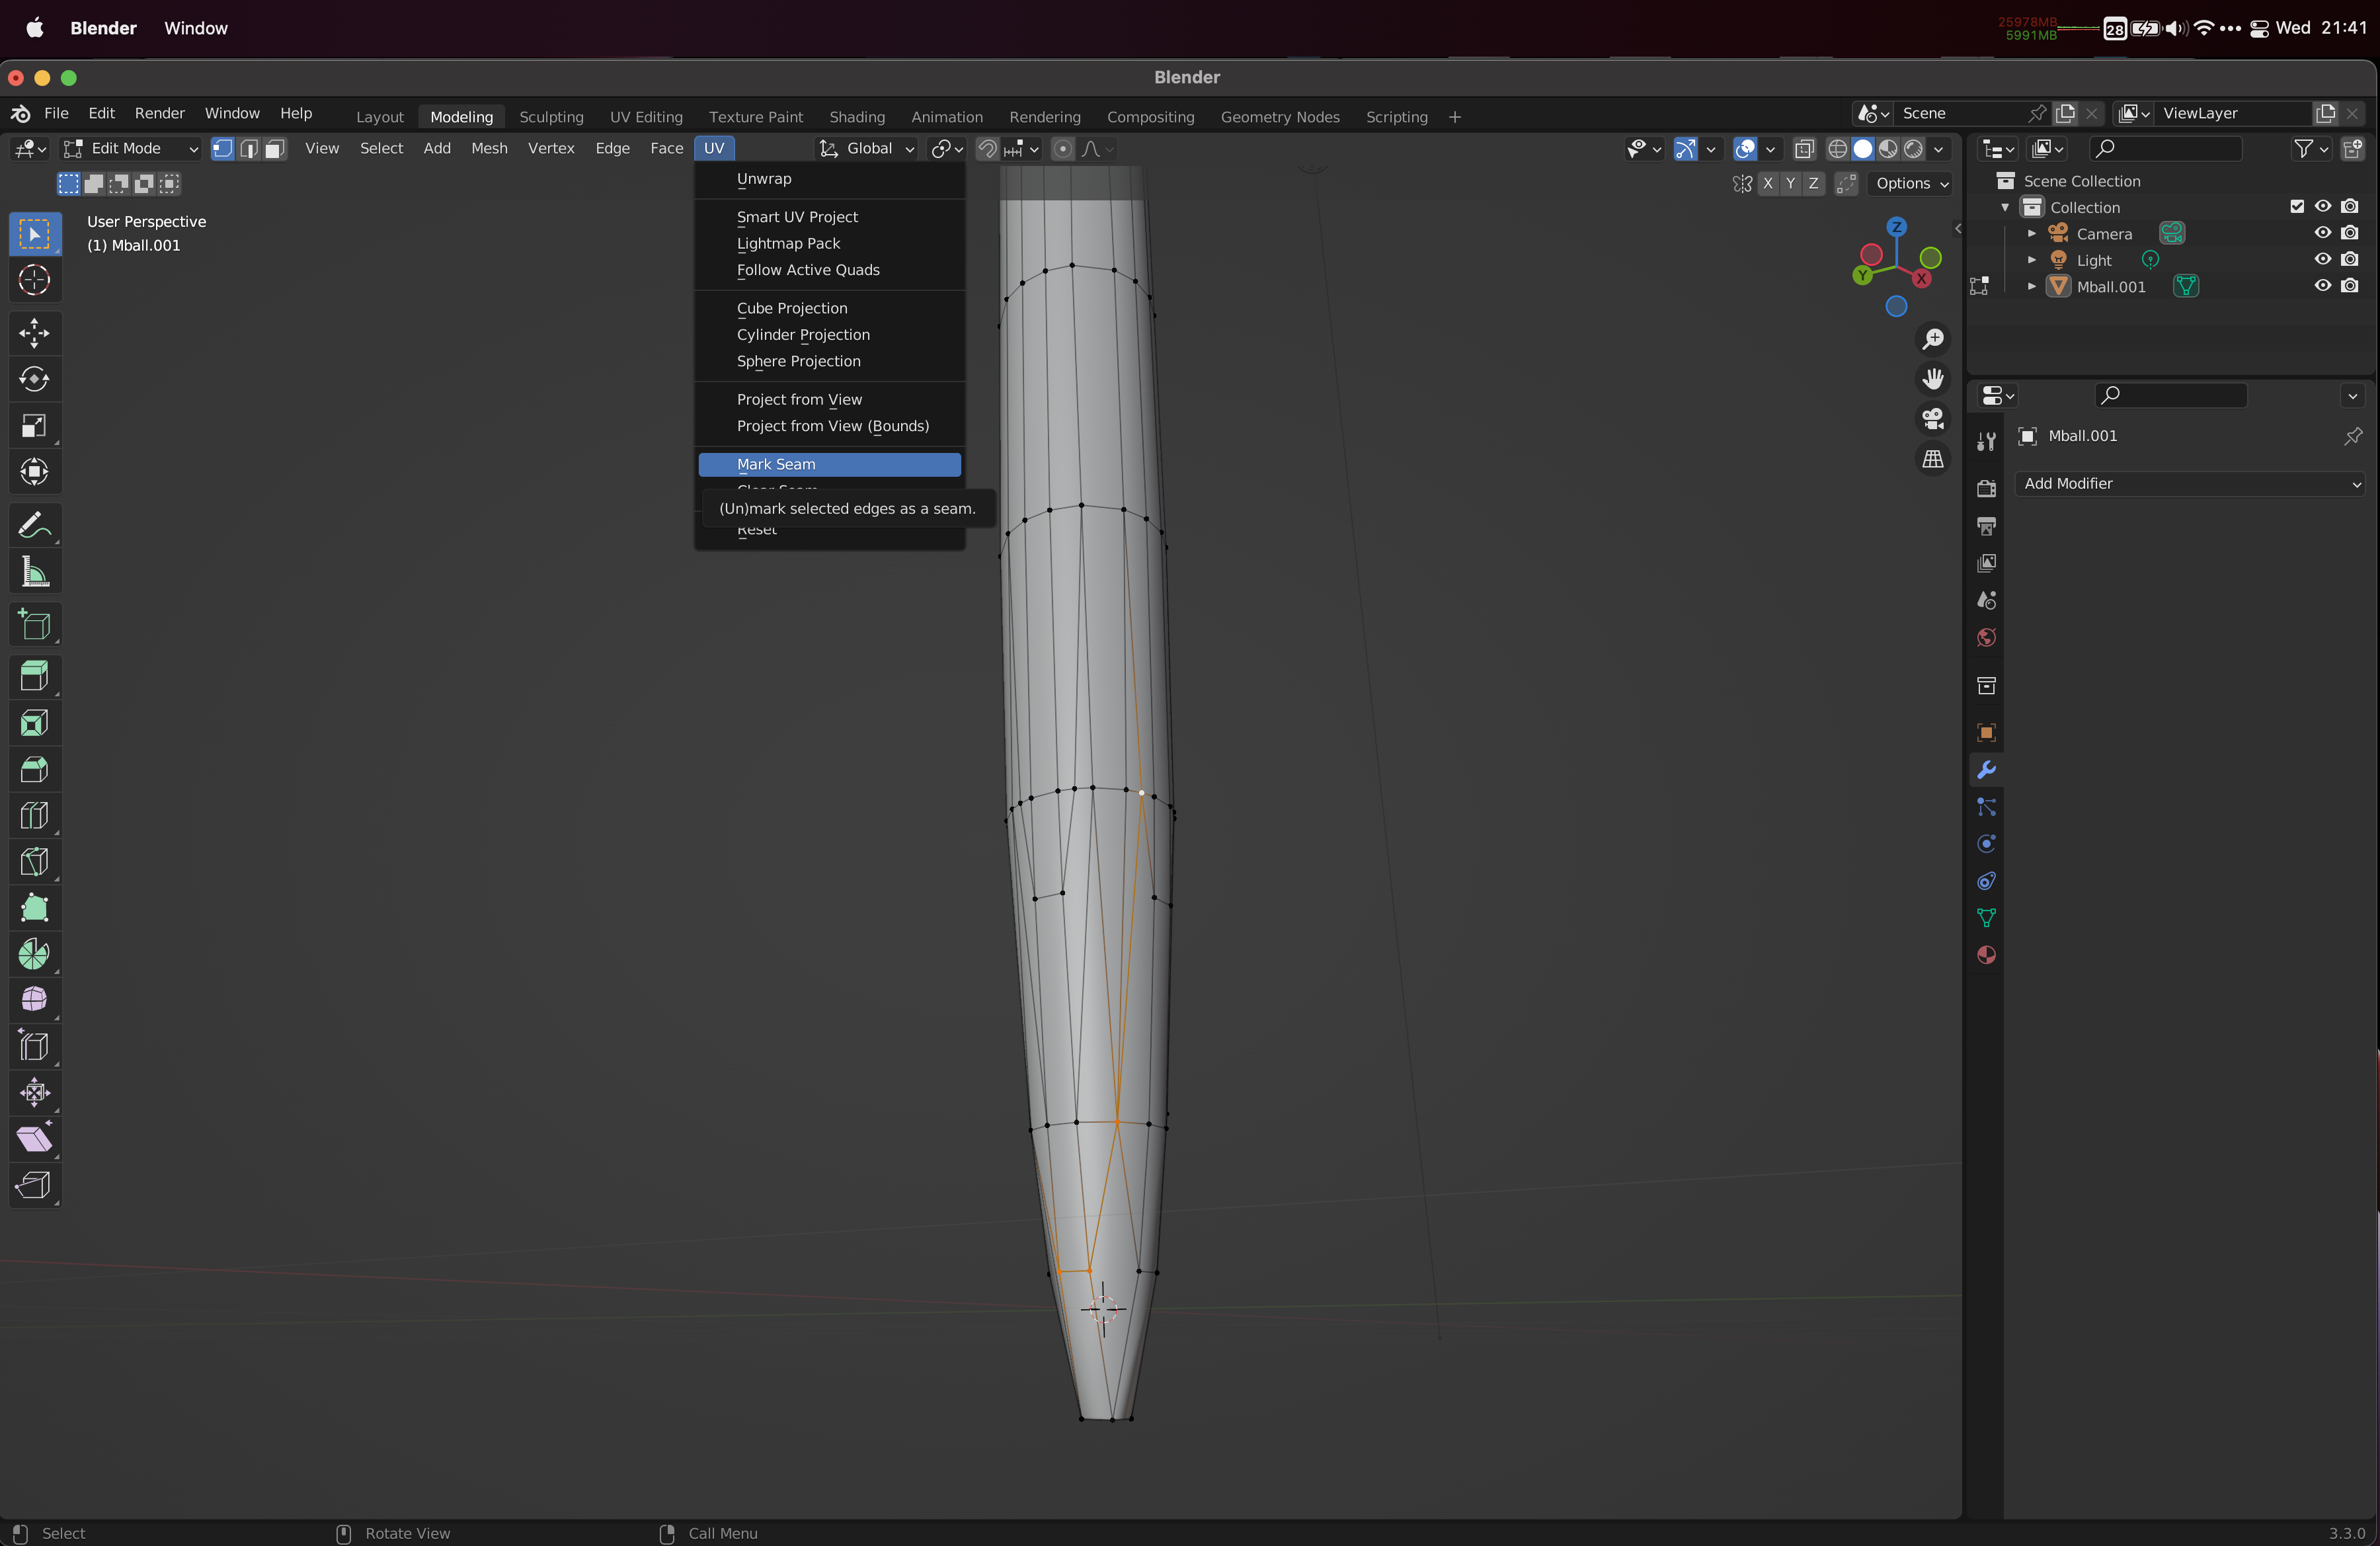 Blender Window
25978MB
5991MB
28
Wed 21:41
Blender
File Edit Render Window Help
Layout Modeling Sculpting UV Editing Texture Paint Shading Animation Rendering Compositing Geometry Nodes Scripting +
Scene
ViewLayer
Edit Mode
View Select Add Mesh Vertex Edge Face UV
Global
X Y Z
Options
User Perspective
(1) Mball.001
Unwrap
Smart UV Project
Lightmap Pack
Follow Active Quads
Cube Projection
Cylinder Projection
Sphere Projection
Project from View
Project from View (Bounds)
Mark Seam
Clear Seam
(Un)mark selected edges as a seam.
Reset
Z
Y
X
Scene Collection
Collection
Camera
Light
Mball.001
Mball.001
Add Modifier
Select
Rotate View
Call Menu
3.3.0